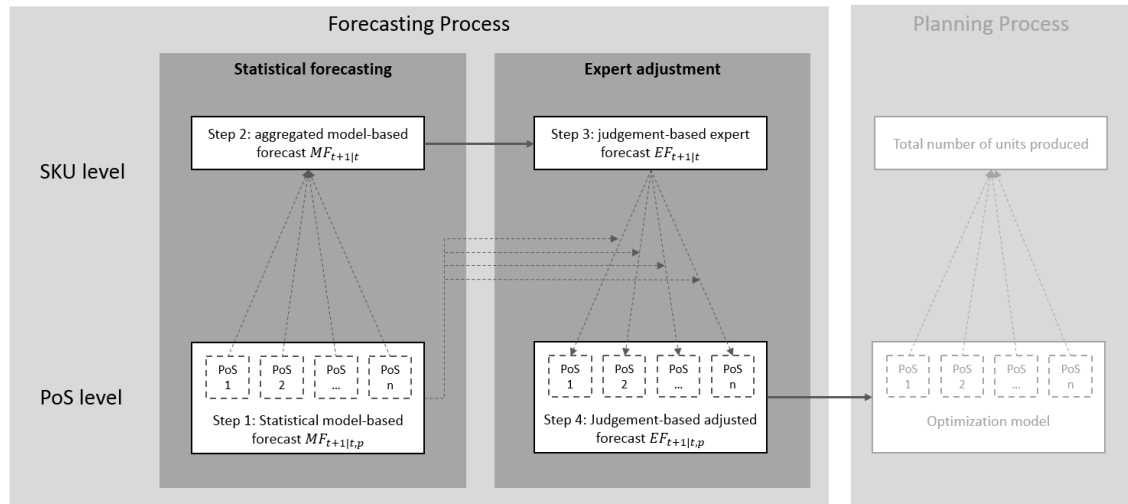 Forecasting Process
Planning Process
Statistical forecasting
Expert adjustment
SKU level
Step 2: aggregated model-based
forecast MF_{t+1|t}
Step 3: judgement-based expert
forecast EF_{t+1|t}
Total number of units produced
PoS level
PoS
1
PoS
2
PoS
...
PoS
n
Step 1: Statistical model-based
forecast MF_{t+1|t,p}
PoS
1
PoS
2
PoS
...
PoS
n
Step 4: Judgement-based adjusted
forecast EF_{t+1|t,p}
PoS
1
PoS
2
PoS
...
PoS
n
Optimization model